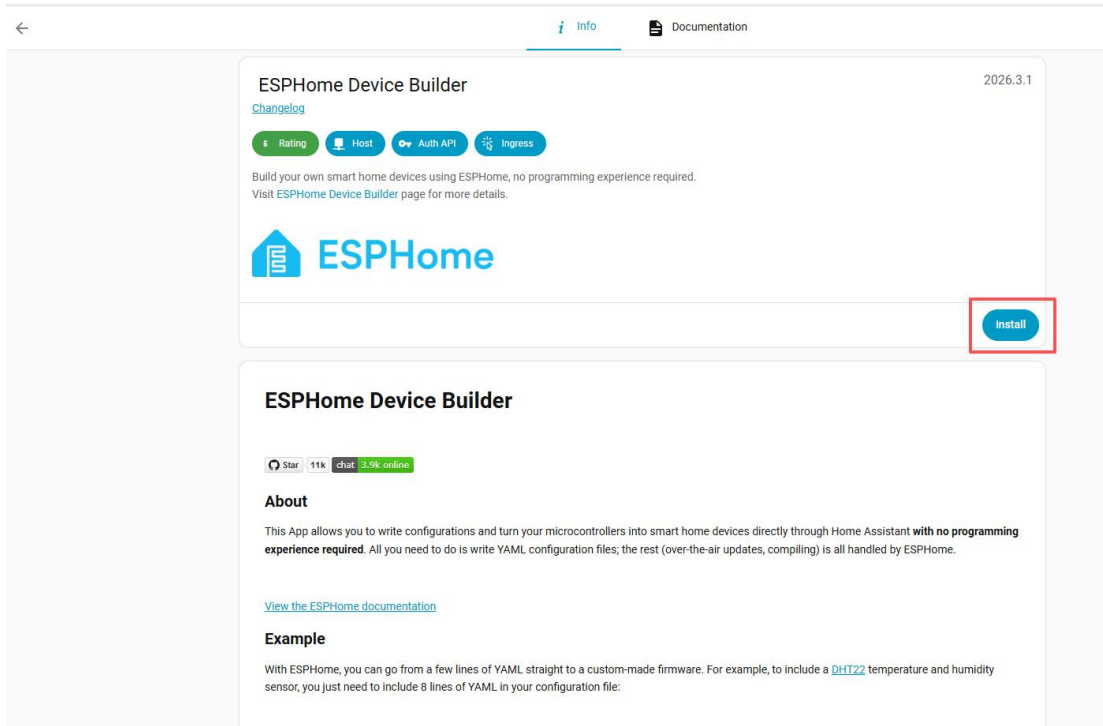 Info
Documentation
ESPHome Device Builder
2026.3.1
Changelog
6 Rating
Host
Auth API
Ingress
Build your own smart home devices using ESPHome, no programming experience required.
Visit ESPHome Device Builder page for more details.
ESPHome
Install
ESPHome Device Builder
Star 11k chat 3.9k online
About
This App allows you to write configurations and turn your microcontrollers into smart home devices directly through Home Assistant with no programming
experience required. All you need to do is write YAML configuration files; the rest (over-the-air updates, compiling) is all handled by ESPHome.
View the ESPHome documentation
Example
With ESPHome, you can go from a few lines of YAML straight to a custom-made firmware. For example, to include a DHT22 temperature and humidity
sensor, you just need to include 8 lines of YAML in your configuration file: